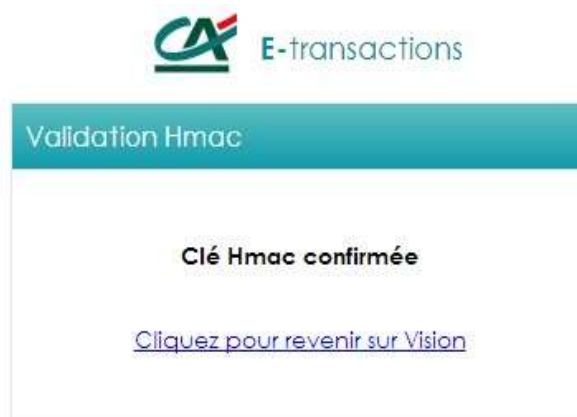 CA E-transactions
Validation Hmac
Clé Hmac confirmée
Cliquez pour revenir sur Vision